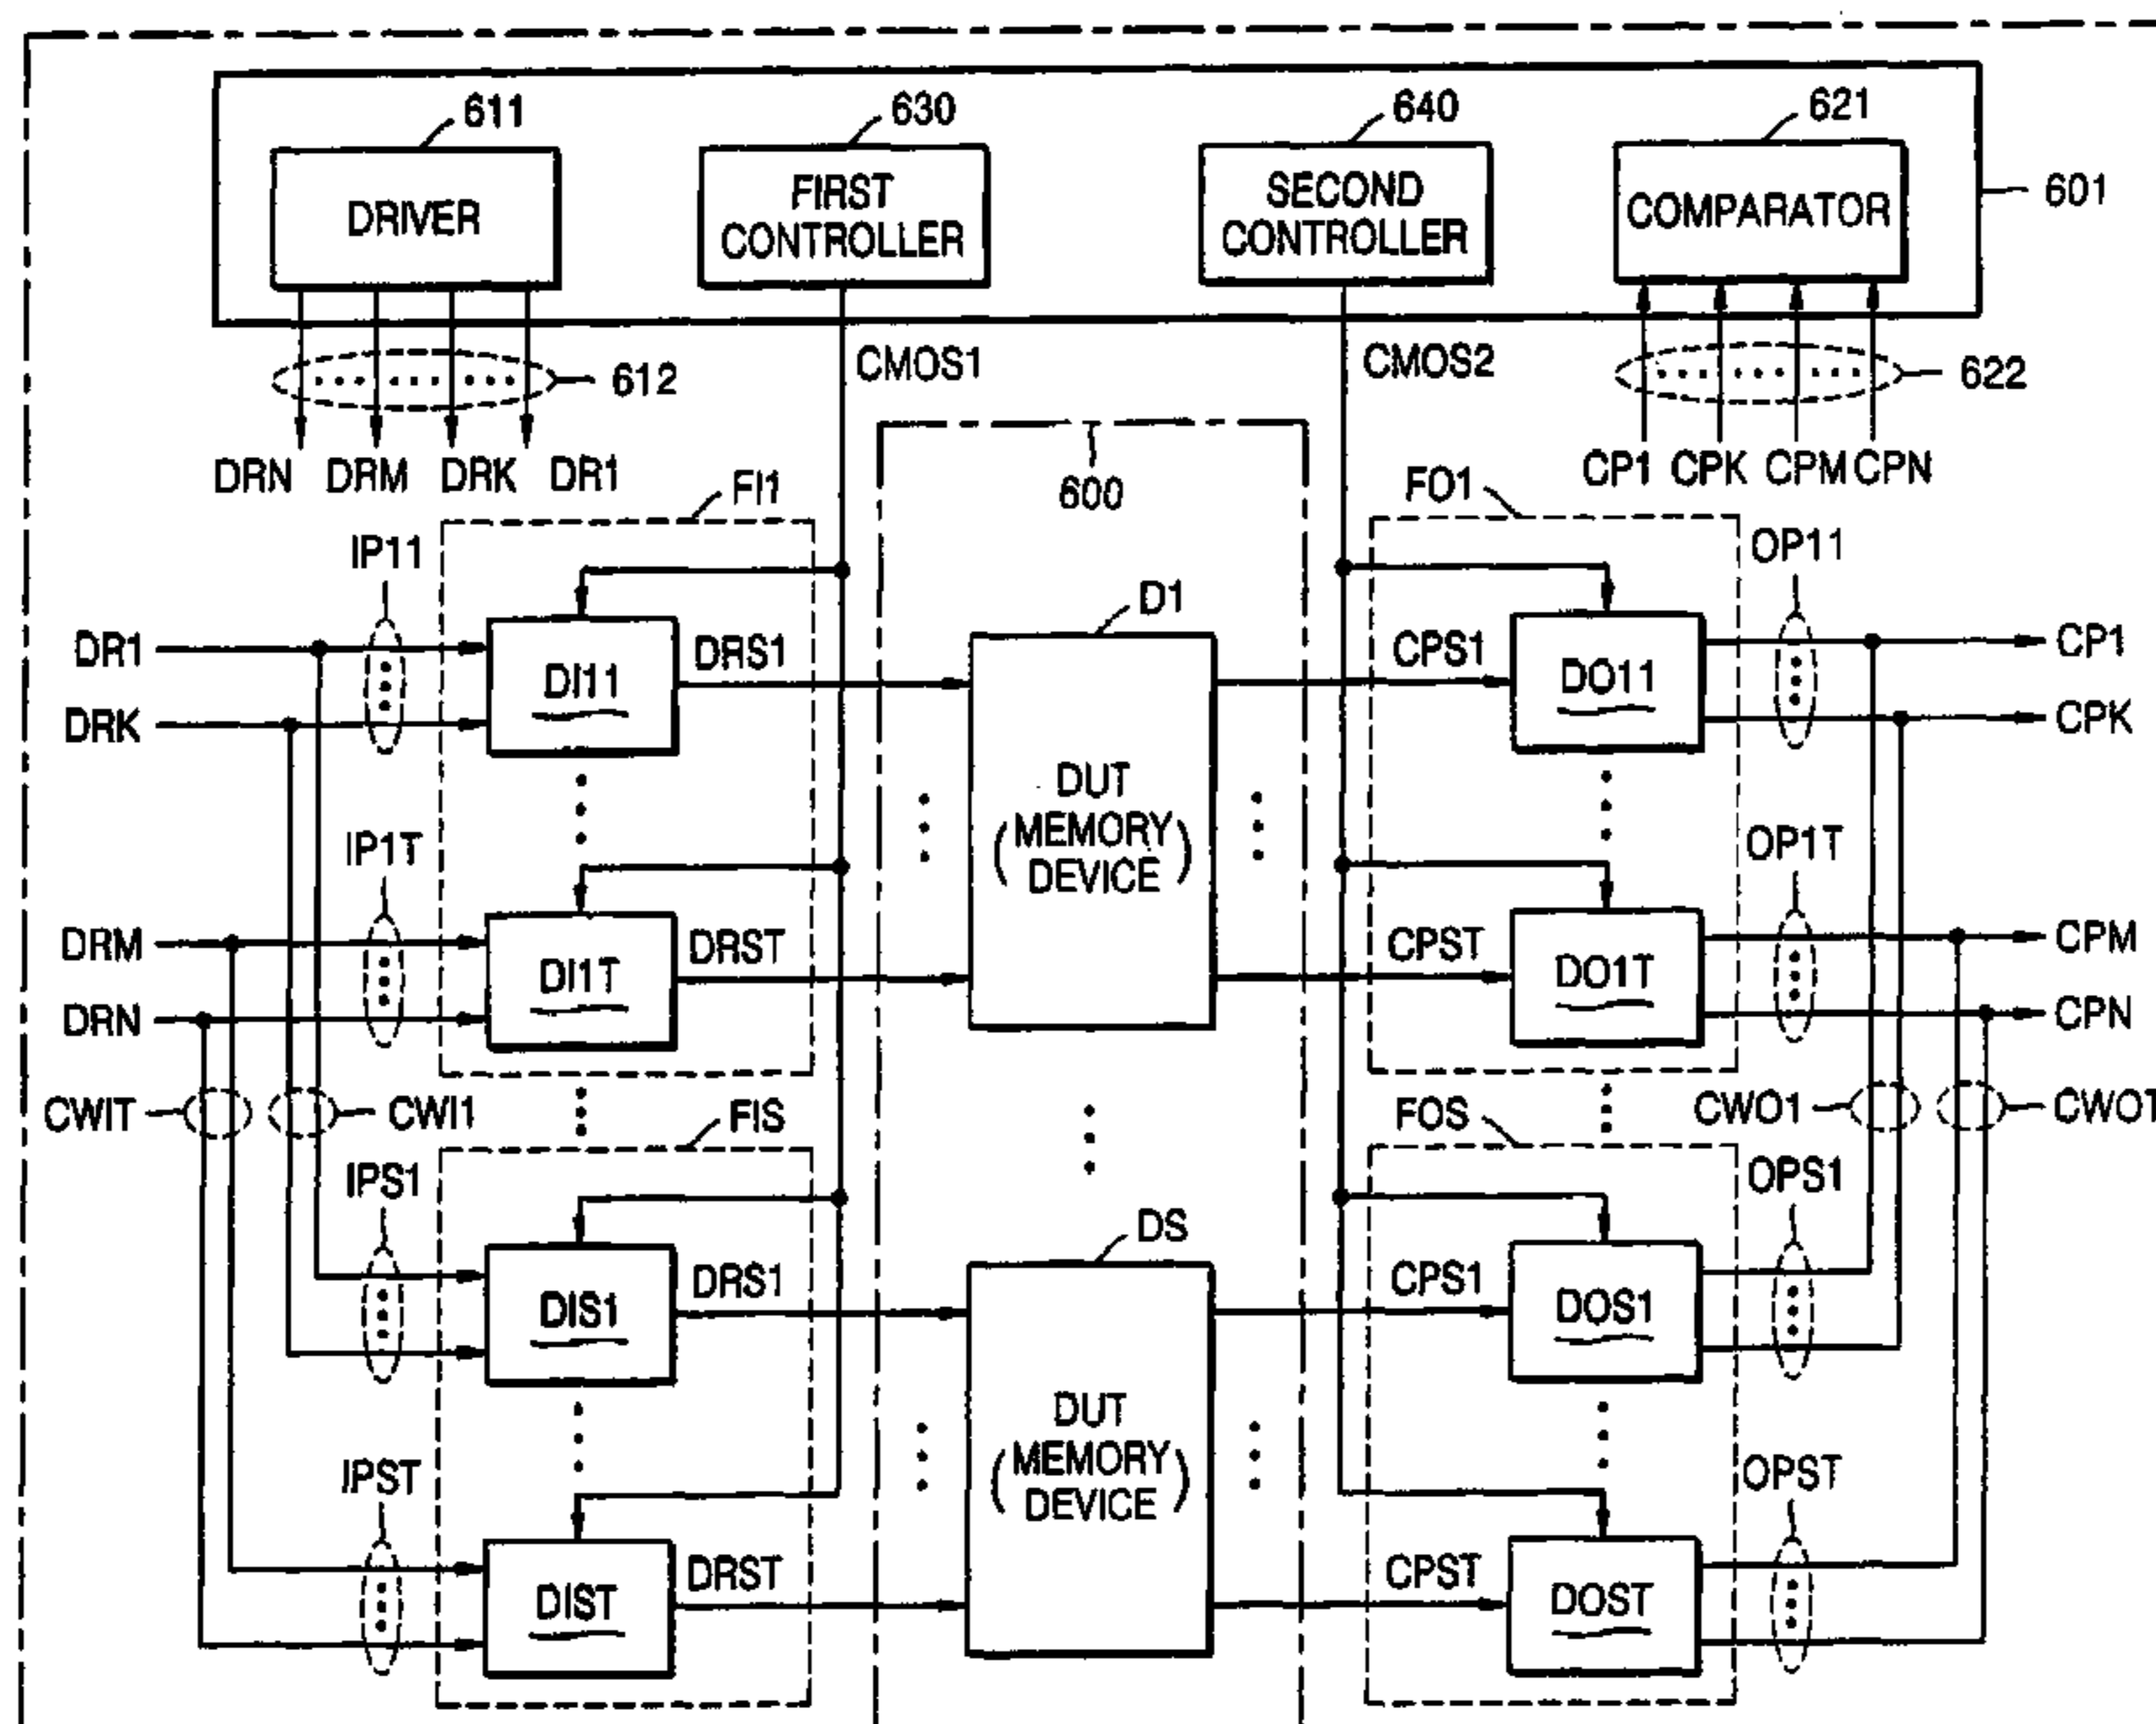 611
630
640
621
DRIVER
FIRST
CONTROLLER
SECOND
CONTROLLER
COMPARATOR
601
612
CMOS1
CMOS2
622
DRN DRM DRK DR1
600
CP1 CPK CPM CPN
FI1
FO1
IP11
OP11
D1
DR1
DI11
DRS1
CPS1
DO11
CP1
DRK
CPK
DUT
(MEMORY
DEVICE)
IP1T
OP1T
DRM
DI1T
DRST
CPST
DO1T
CPM
DRN
CPN
CWIT
CWI1
FIS
FOS
CWO1
CWOT
IPS1
OPS1
DS
DIS1
DRS1
CPS1
DOS1
DUT
(MEMORY
DEVICE)
IPST
OPST
DIST
DRST
CPST
DOST